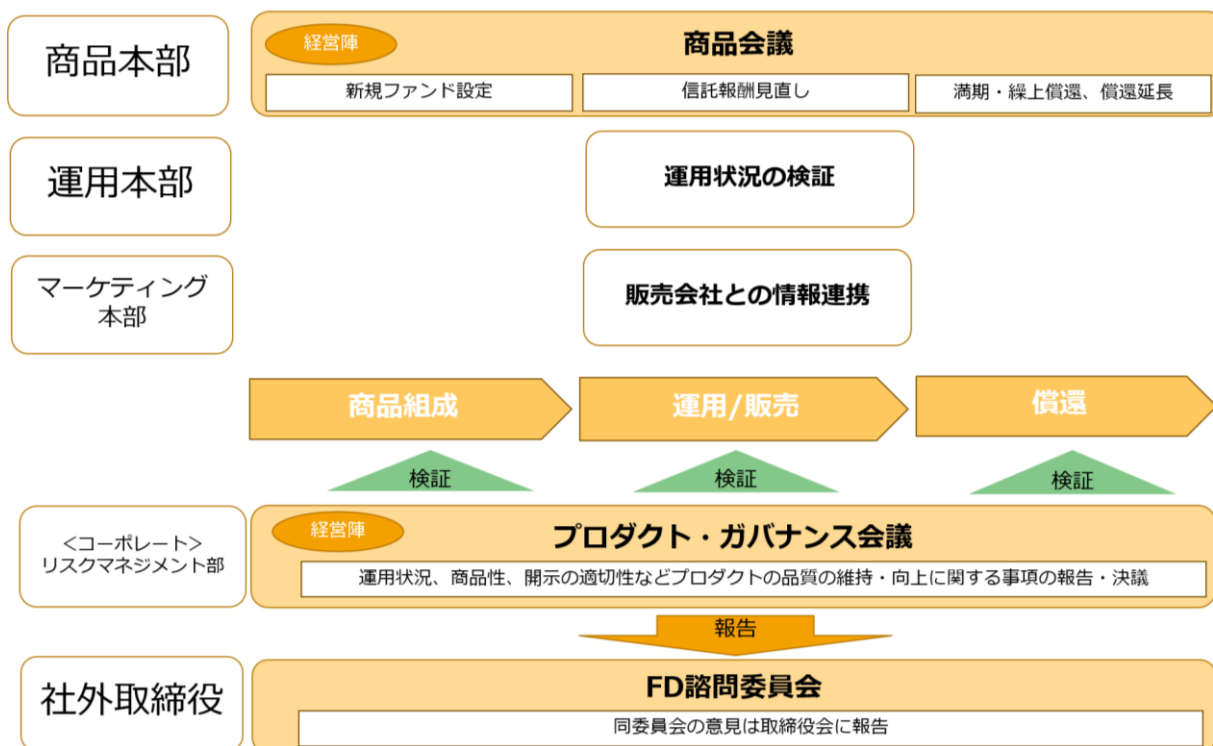 商品本部
経営陣
商品会議
新規ファンド設定
信託報酬見直し
満期・繰上償還、償還延長
運用本部
運用状況の検証
マーケティング
本部
販売会社との情報連携
商品組成
運用/販売
償還
検証
検証
検証
<コーポレート>
リスクマネジメント部
経営陣
プロダクト・ガバナンス会議
運用状況、商品性、開示の適切性などプロダクトの品質の維持・向上に関する事項の報告・決議
報告
社外取締役
FD諮問委員会
同委員会の意見は取締役会に報告